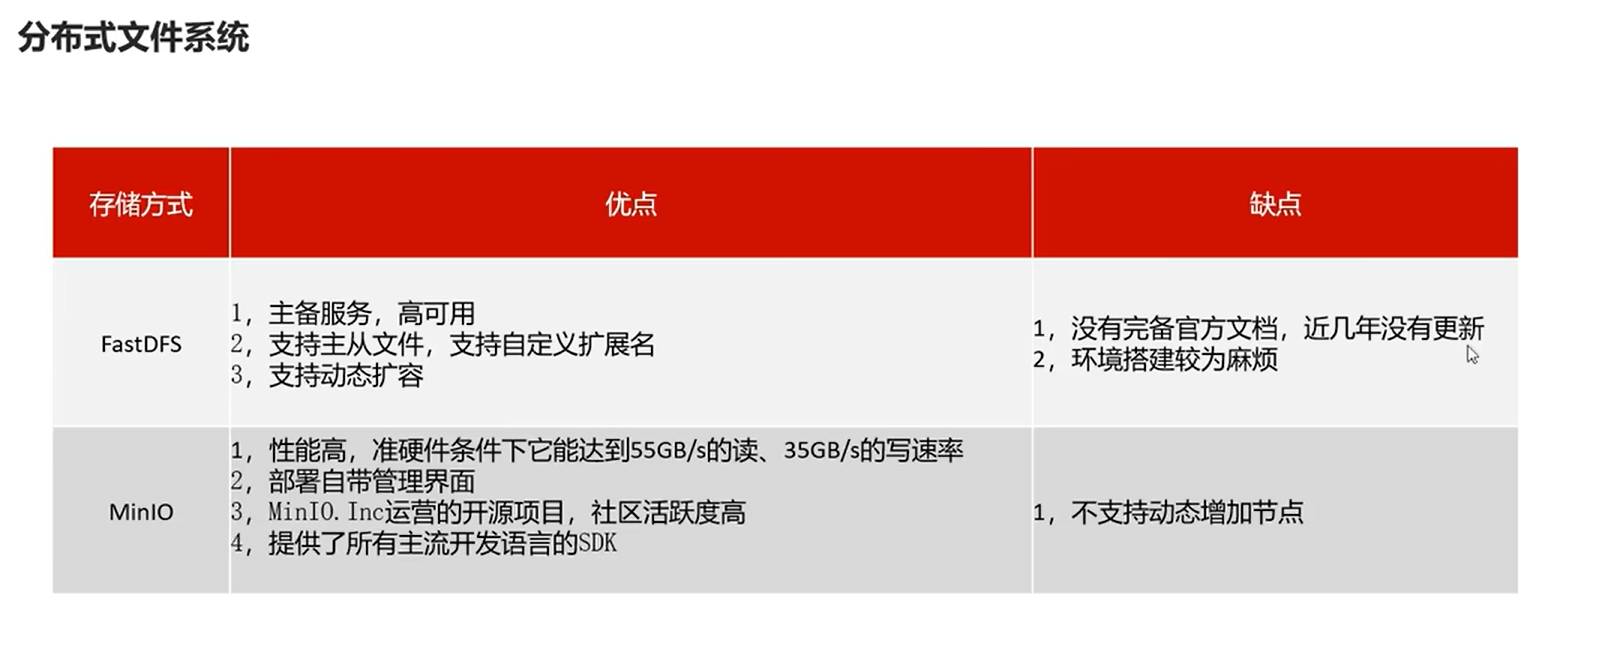 分布式文件系统
存储方式
优点
缺点
FastDFS
1，主备服务，高可用
2，支持主从文件，支持自定义扩展名
3，支持动态扩容
1，没有完备官方文档，近几年没有更新
2，环境搭建较为麻烦
MinIO
1，性能高，准硬件条件下它能达到55GB/s的读、35GB/s的写速率
2，部署自带管理界面
3，MinIO.Inc运营的开源项目，社区活跃度高
4，提供了所有主流开发语言的SDK
1，不支持动态增加节点